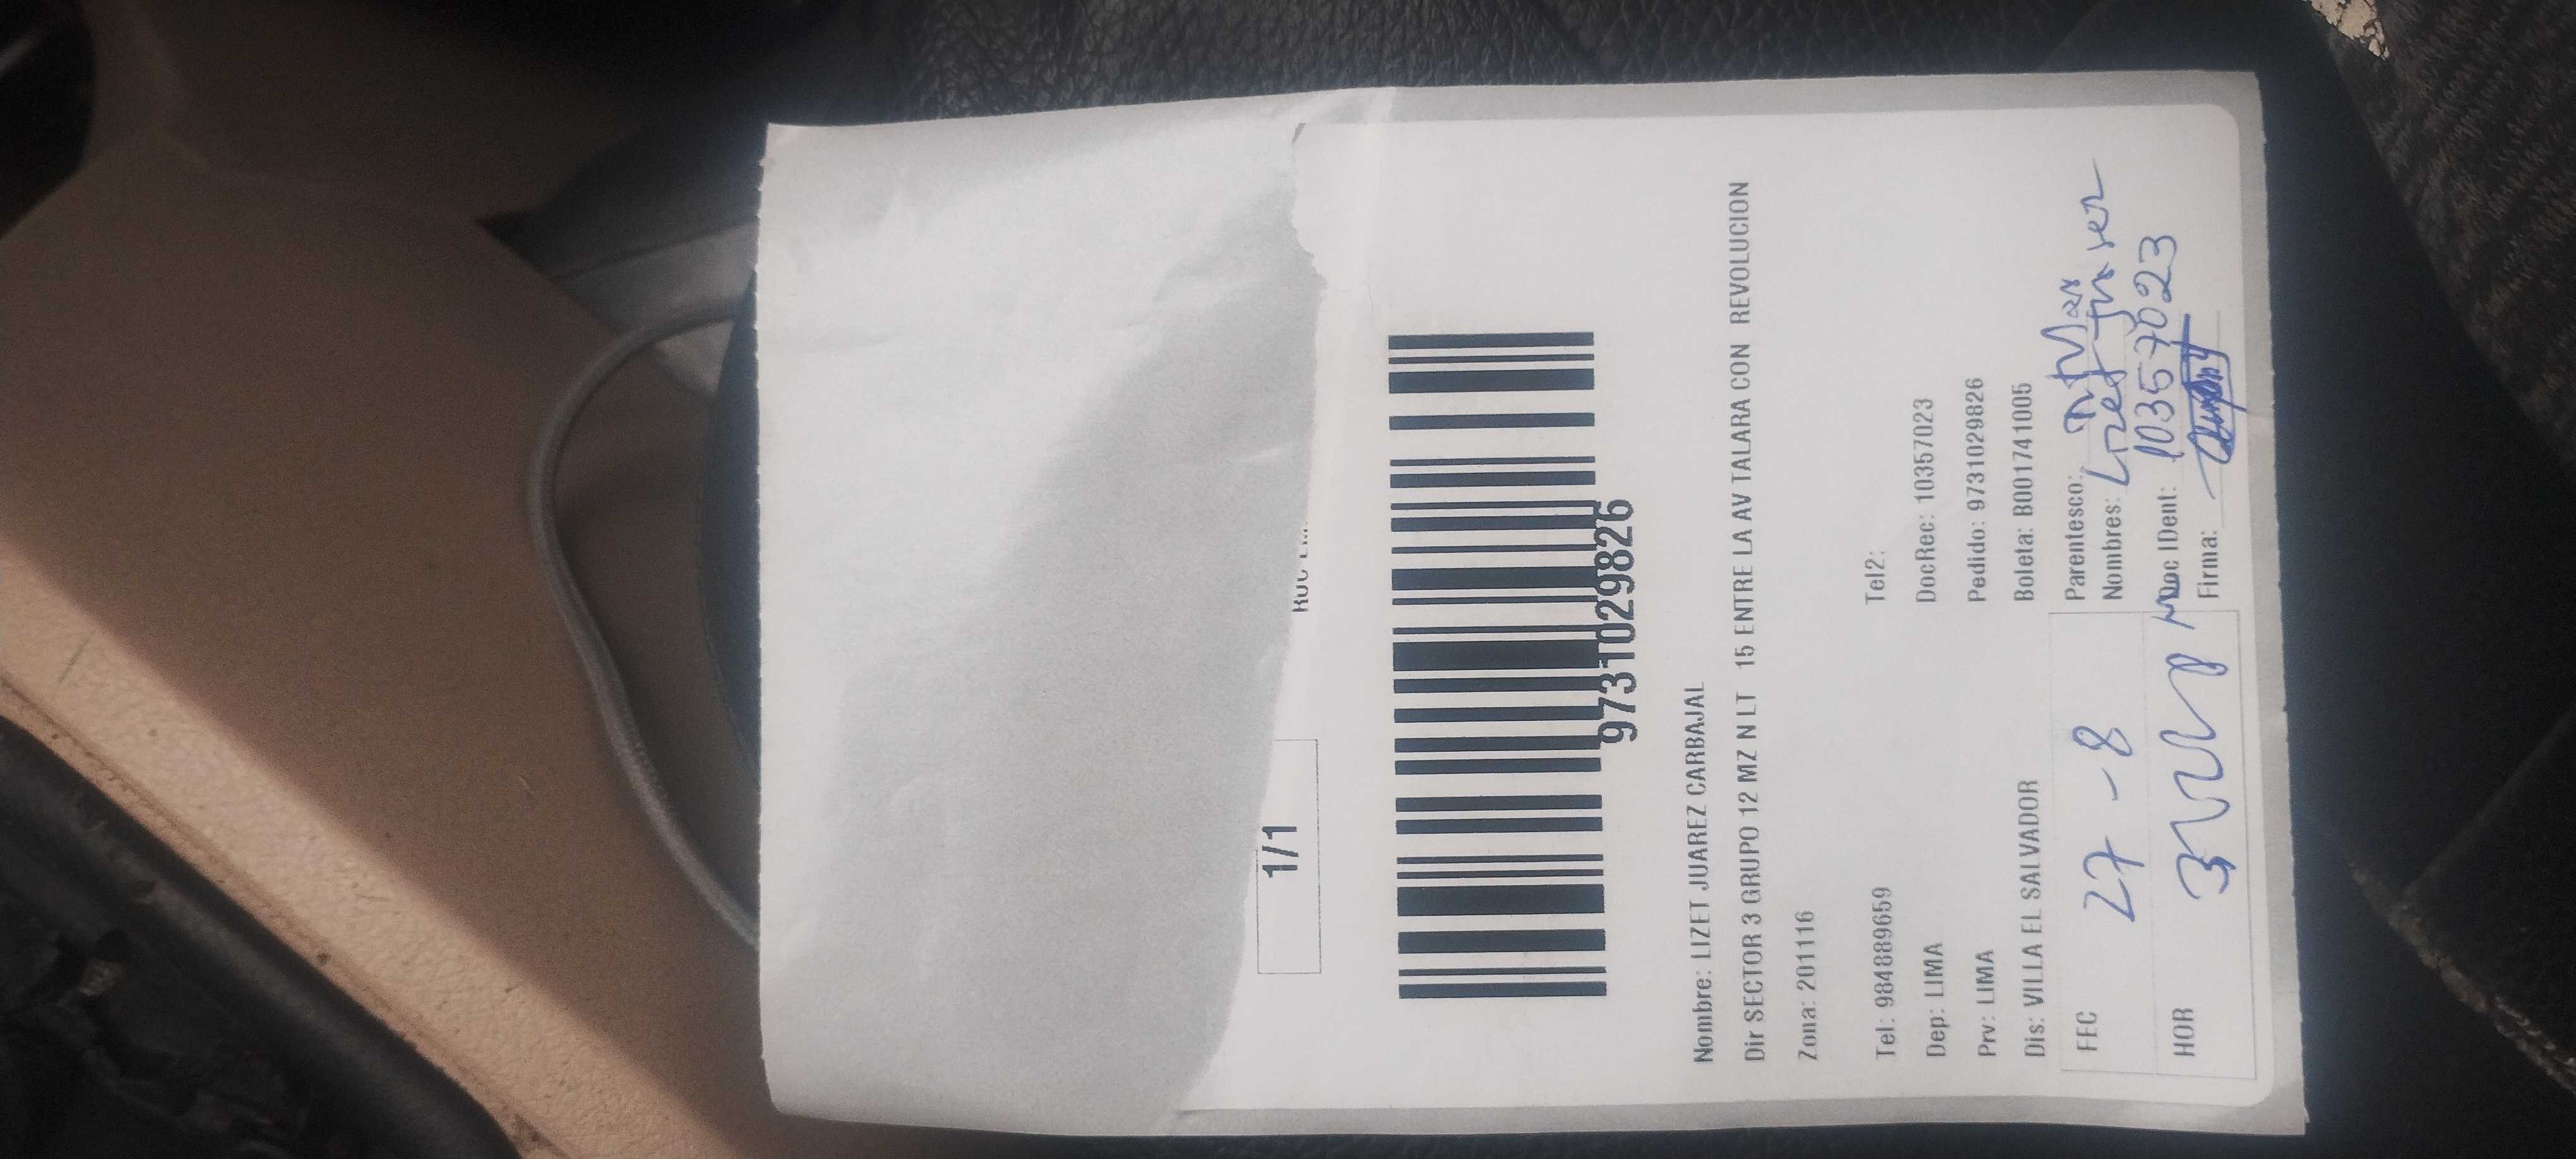 1/1
9731029826
Nombre: LIZET JUAREZ CARBAJAL
Dir SECTOR 3 GRUPO 12 MZ N LT 15 ENTRE LA AV TALARA CON REVOLUCION
Zona: 201116
Tel: 984889659 Tel2:
Dep: LIMA DocRec: 10357023
Prv: LIMA Pedido: 9731029826
Dis: VILLA EL SALVADOR Boleta: B001741005
FEC 27-8 Parentesco:
Nombres:
HOR Doc IDent: 10357023
Firma: